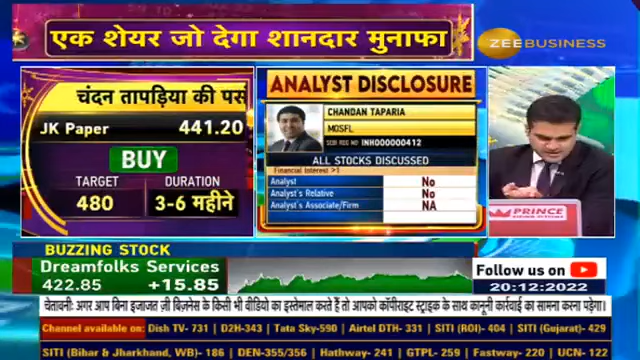 एक शेयर जो देगा शानदार मुनाफा
ZEE BUSINESS
चंदन तापड़िया की पसं
JK Paper 441.20
BUY
TARGET DURATION
480 3-6 महीने
ANALYST DISCLOSURE
CHANDAN TAPARIA
MOSFL
SEBI REG NO: INH000000412
ALL STOCKS DISCUSSED
Financial Interest >1
Analyst No
Analyst's Relative No
Analyst's Associate/Firm NA
PRINCE
BUZZING STOCK
Dreamfolks Services
422.85 +15.85
Follow us on
20:12:2022
चेतावनी: अगर आप बिना इजाजत ज़ी बिज़नेस के किसी भी वीडियो का इस्तेमाल करते हैं तो आपको कॉपीराइट स्ट्राइक के साथ कानूनी कार्रवाई का सामना करना पड़ेगा.
Channel available on: Dish TV- 731 | D2H-343 | Tata Sky-590 | Airtel DTH- 331 | SITI (ROI)- 404 | SITI (Gujarat)- 429
SITI (Bihar & Jharkhand, WB)- 186 | DEN-355/356 | Hathway- 241 | GTPL- 259 | Fastway- 220 | UCN- 122